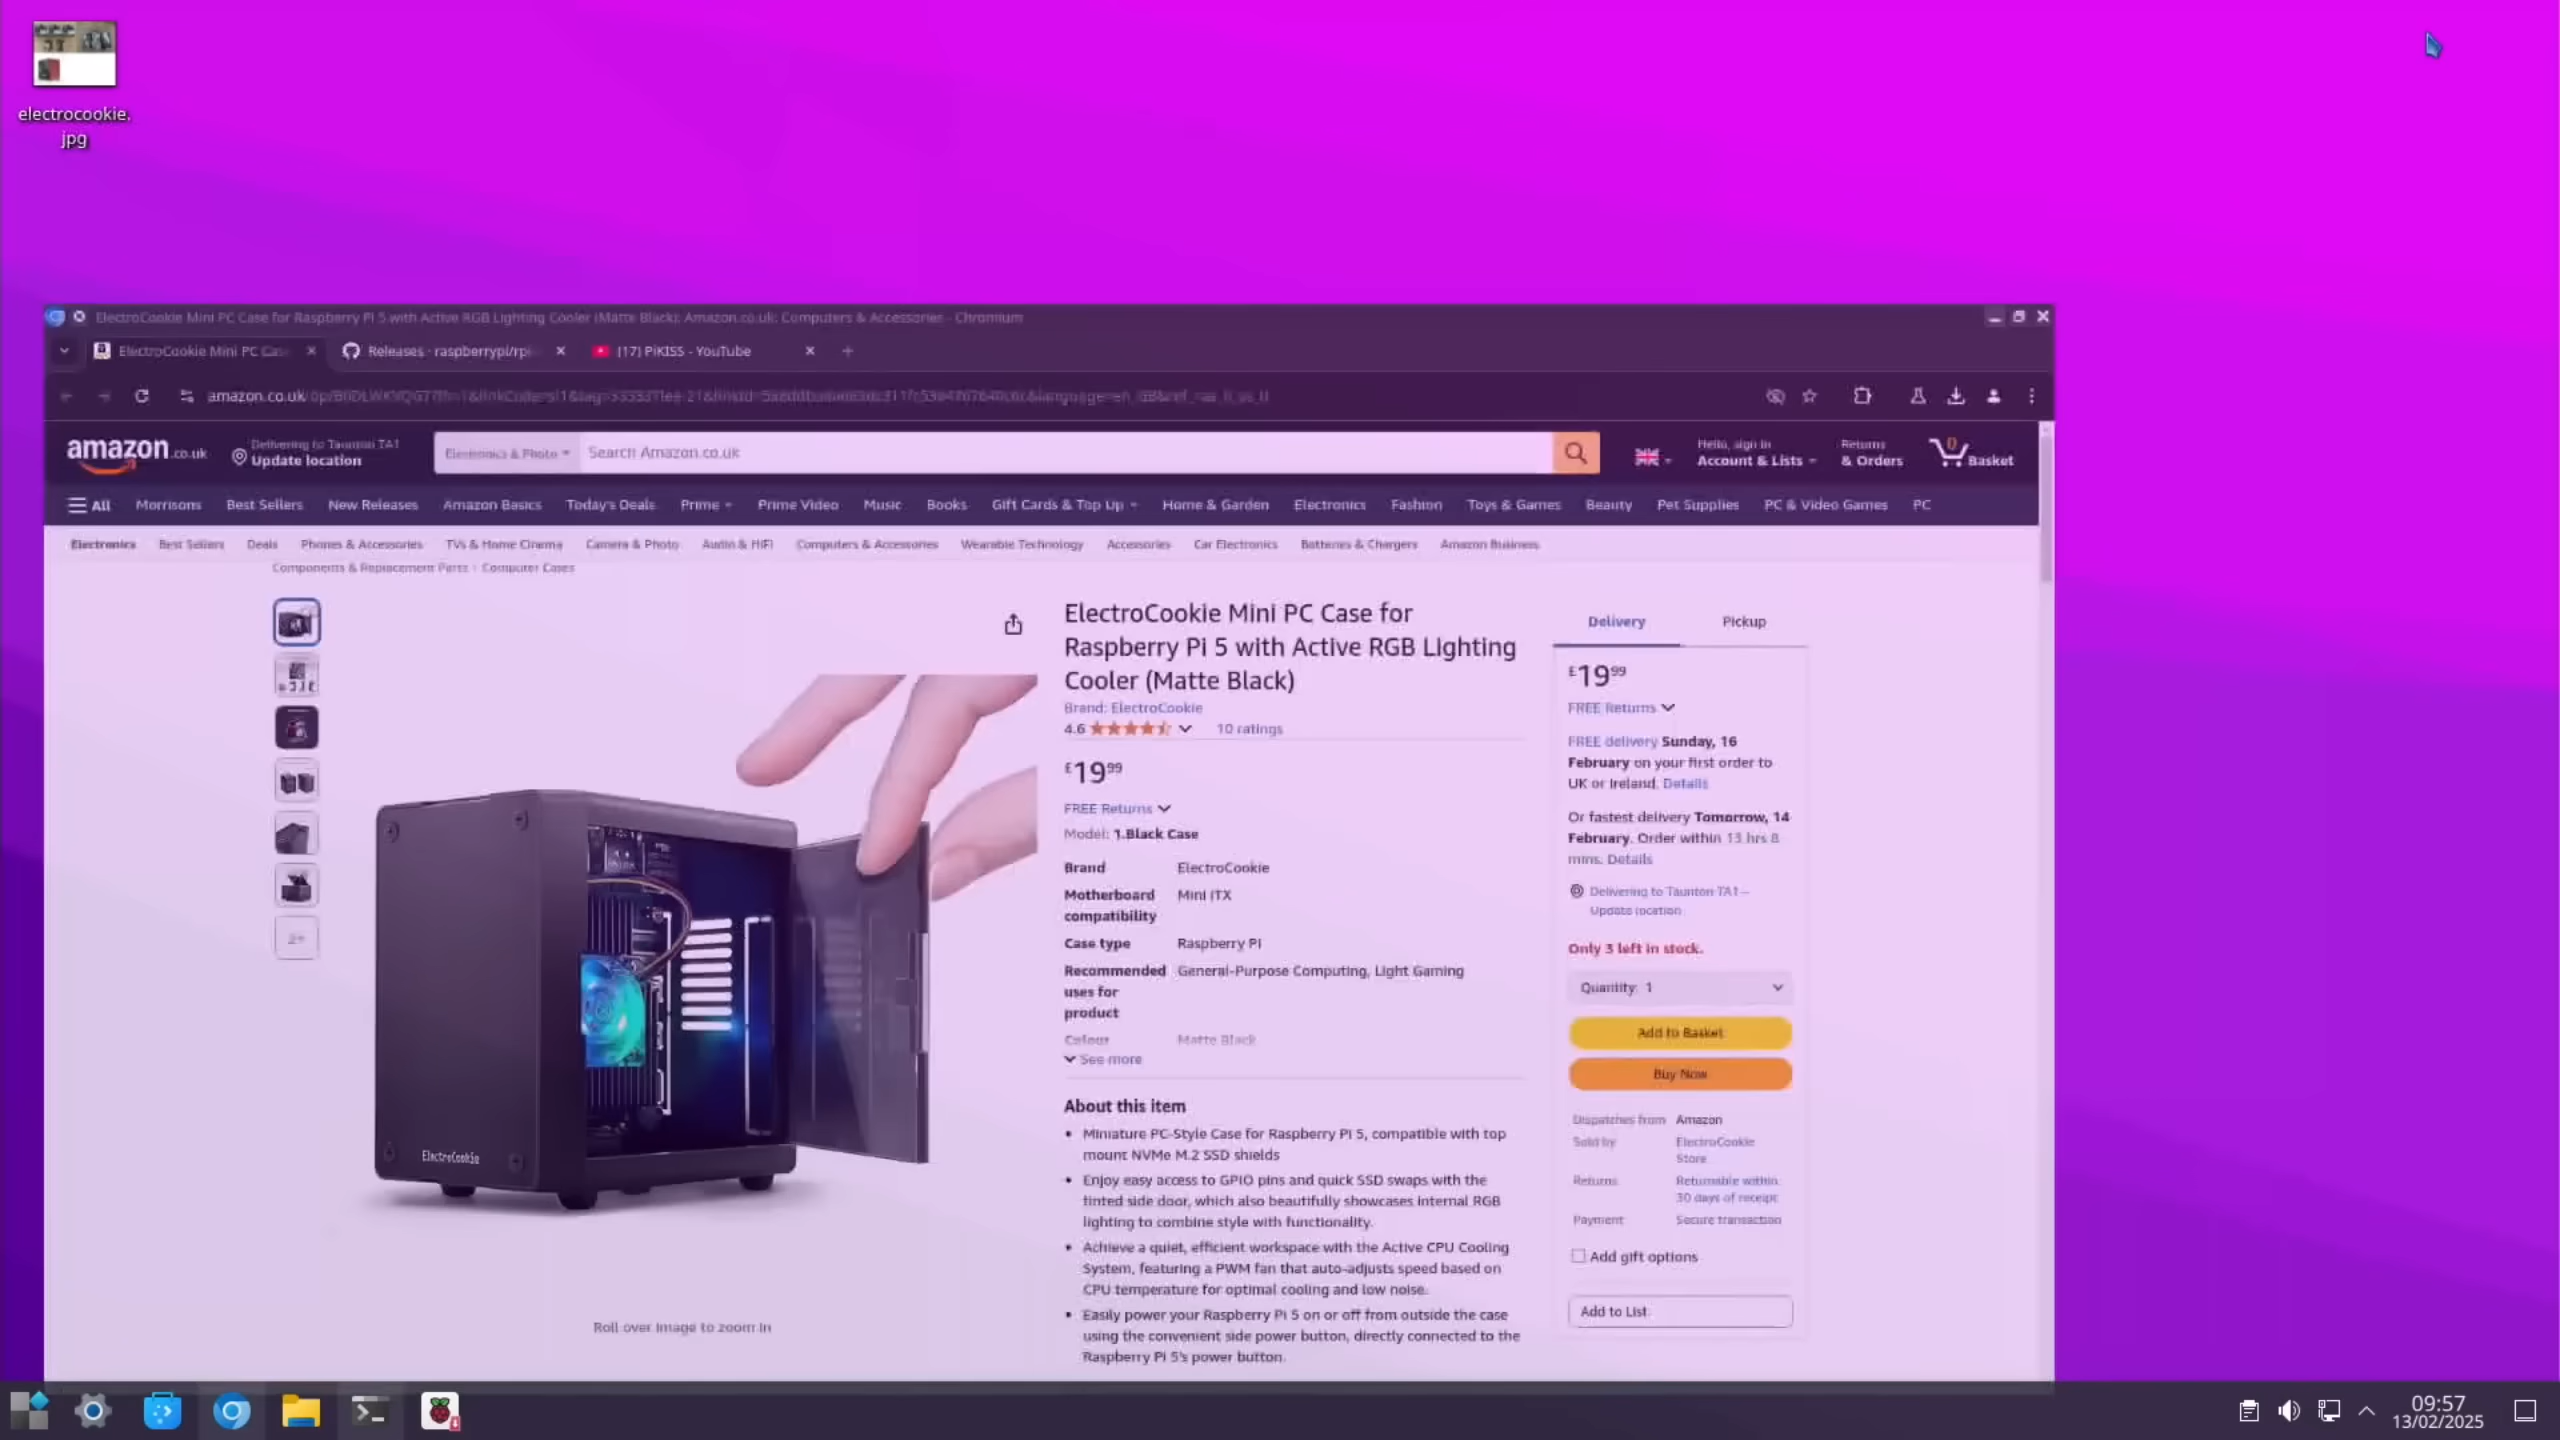 electrocookie.
jpg
ElectroCookie Mini PC Case for Raspberry Pi 5 with Active RGB Lighting Cooler (Matte Black): Amazon.co.uk: Computers & Accessories - Chromium
ElectroCookie Mini PC Cas
Releases · raspberrypi/rpi
(17) PiKISS - YouTube
amazon.co.uk
amazon.co.uk
Delivering to Taunton TA1
Update location
Electronics & Photo
Search Amazon.co.uk
Hello, sign in
Account & Lists
Returns
& Orders
0
Basket
All
Morrisons
Best Sellers
New Releases
Amazon Basics
Today's Deals
Prime
Prime Video
Music
Books
Gift Cards & Top Up
Home & Garden
Electronics
Fashion
Toys & Games
Beauty
Pet Supplies
PC & Video Games
PC
Electronics
Best Sellers
Deals
Phones & Accessories
TVs & Home Cinema
Camera & Photo
Audio & HiFi
Computers & Accessories
Wearable Technology
Accessories
Car Electronics
Batteries & Chargers
Amazon Business
Components & Replacement Parts › Computer Cases
2+
ElectroCookie
Roll over image to zoom in
ElectroCookie Mini PC Case for
Raspberry Pi 5 with Active RGB Lighting
Cooler (Matte Black)
Brand: ElectroCookie
4.6
10 ratings
£1999
FREE Returns
Model: 1.Black Case
Brand ElectroCookie
Motherboard Mini ITX
compatibility
Case type Raspberry Pi
Recommended General-Purpose Computing, Light Gaming
uses for
product
Colour Matte Black
See more
About this item
• Miniature PC-Style Case for Raspberry Pi 5, compatible with top
mount NVMe M.2 SSD shields
• Enjoy easy access to GPIO pins and quick SSD swaps with the
tinted side door, which also beautifully showcases internal RGB
lighting to combine style with functionality.
• Achieve a quiet, efficient workspace with the Active CPU Cooling
System, featuring a PWM fan that auto-adjusts speed based on
CPU temperature for optimal cooling and low noise.
• Easily power your Raspberry Pi 5 on or off from outside the case
using the convenient side power button, directly connected to the
Raspberry Pi 5's power button.
Delivery
Pickup
£1999
FREE Returns
FREE delivery Sunday, 16
February on your first order to
UK or Ireland. Details
Or fastest delivery Tomorrow, 14
February. Order within 13 hrs 8
mins. Details
Delivering to Taunton TA1 –
Update location
Only 3 left in stock.
Quantity: 1
Add to Basket
Buy Now
Dispatches from Amazon
Sold by ElectroCookie
Store
Returns Returnable within
30 days of receipt
Payment Secure transaction
Add gift options
Add to List
09:57
13/02/2025